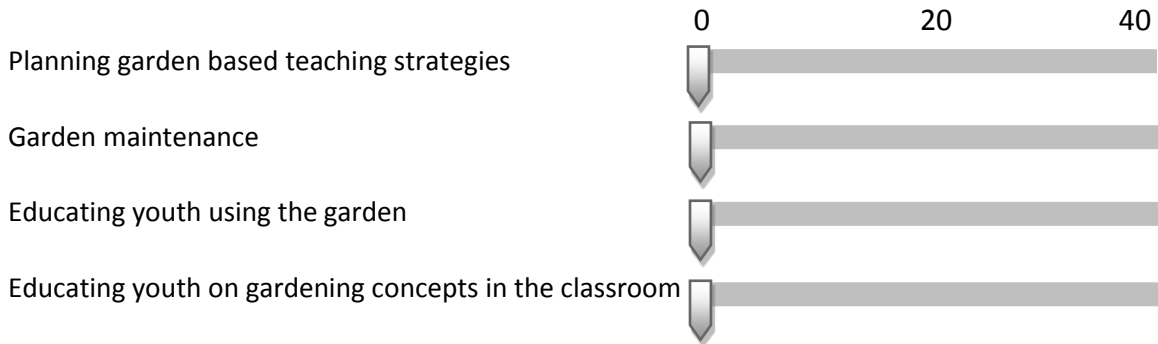 0 20 40
Planning garden based teaching strategies
Garden maintenance
Educating youth using the garden
Educating youth on gardening concepts in the classroom